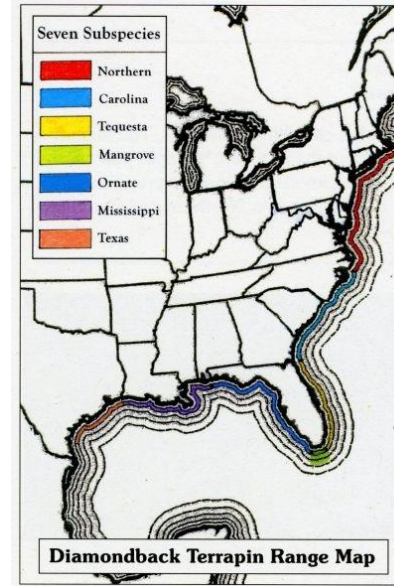 Seven Subspecies
Northern
Carolina
Tequesta
Mangrove
Ornate
Mississippi
Texas
Diamondback Terrapin Range Map